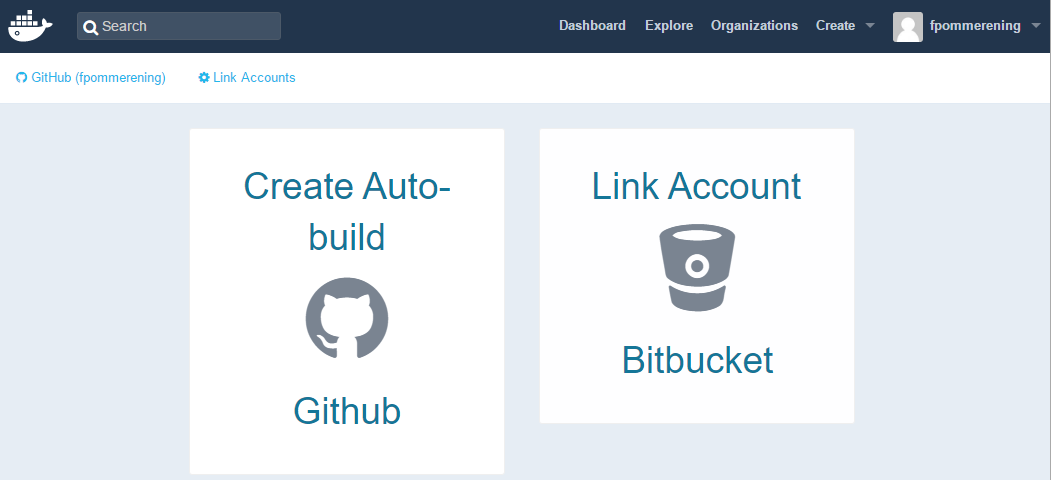 Search
Dashboard Explore Organizations Create fpommerening
GitHub (fpommerening) Link Accounts
Create Auto-
build
Github
Link Account
Bitbucket